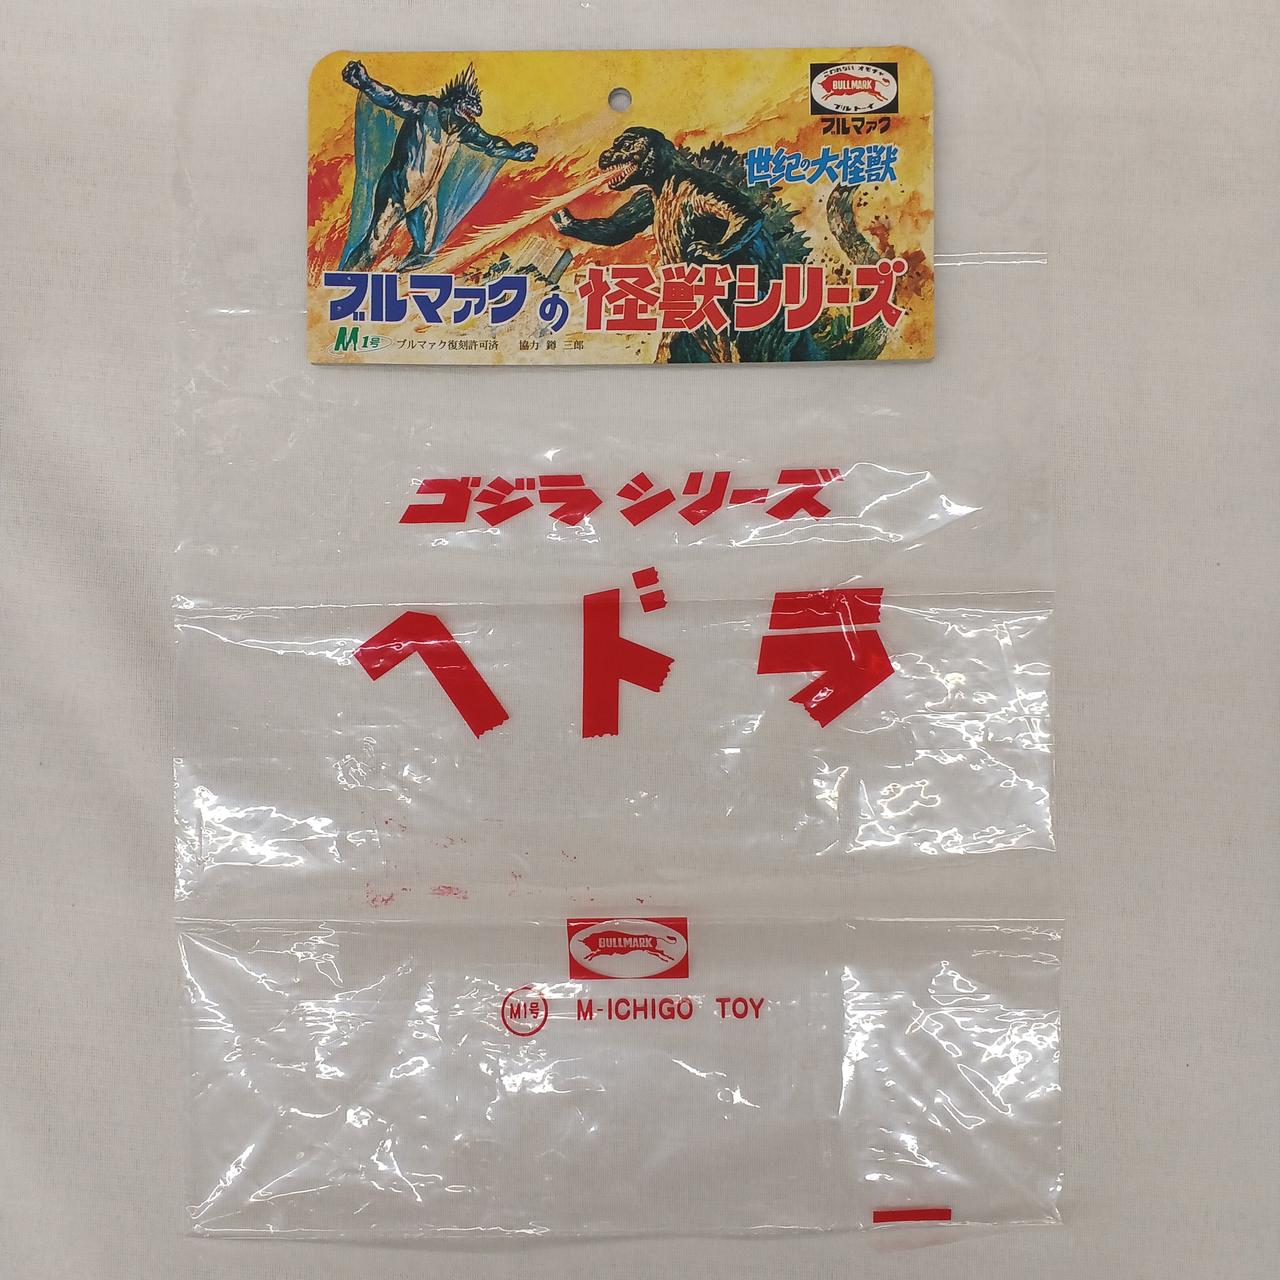 こわれない オモチャ
BULLMARK
ブルトーイ
ブルマァク
世紀の大怪獣
ブルマァクの怪獣シリーズ
M1号 ブルマァク復刻許可済 協力 鐏 三郎
ゴジラシリーズ
ヘドラ
BULLMARK
M1号 M-ICHIGO TOY